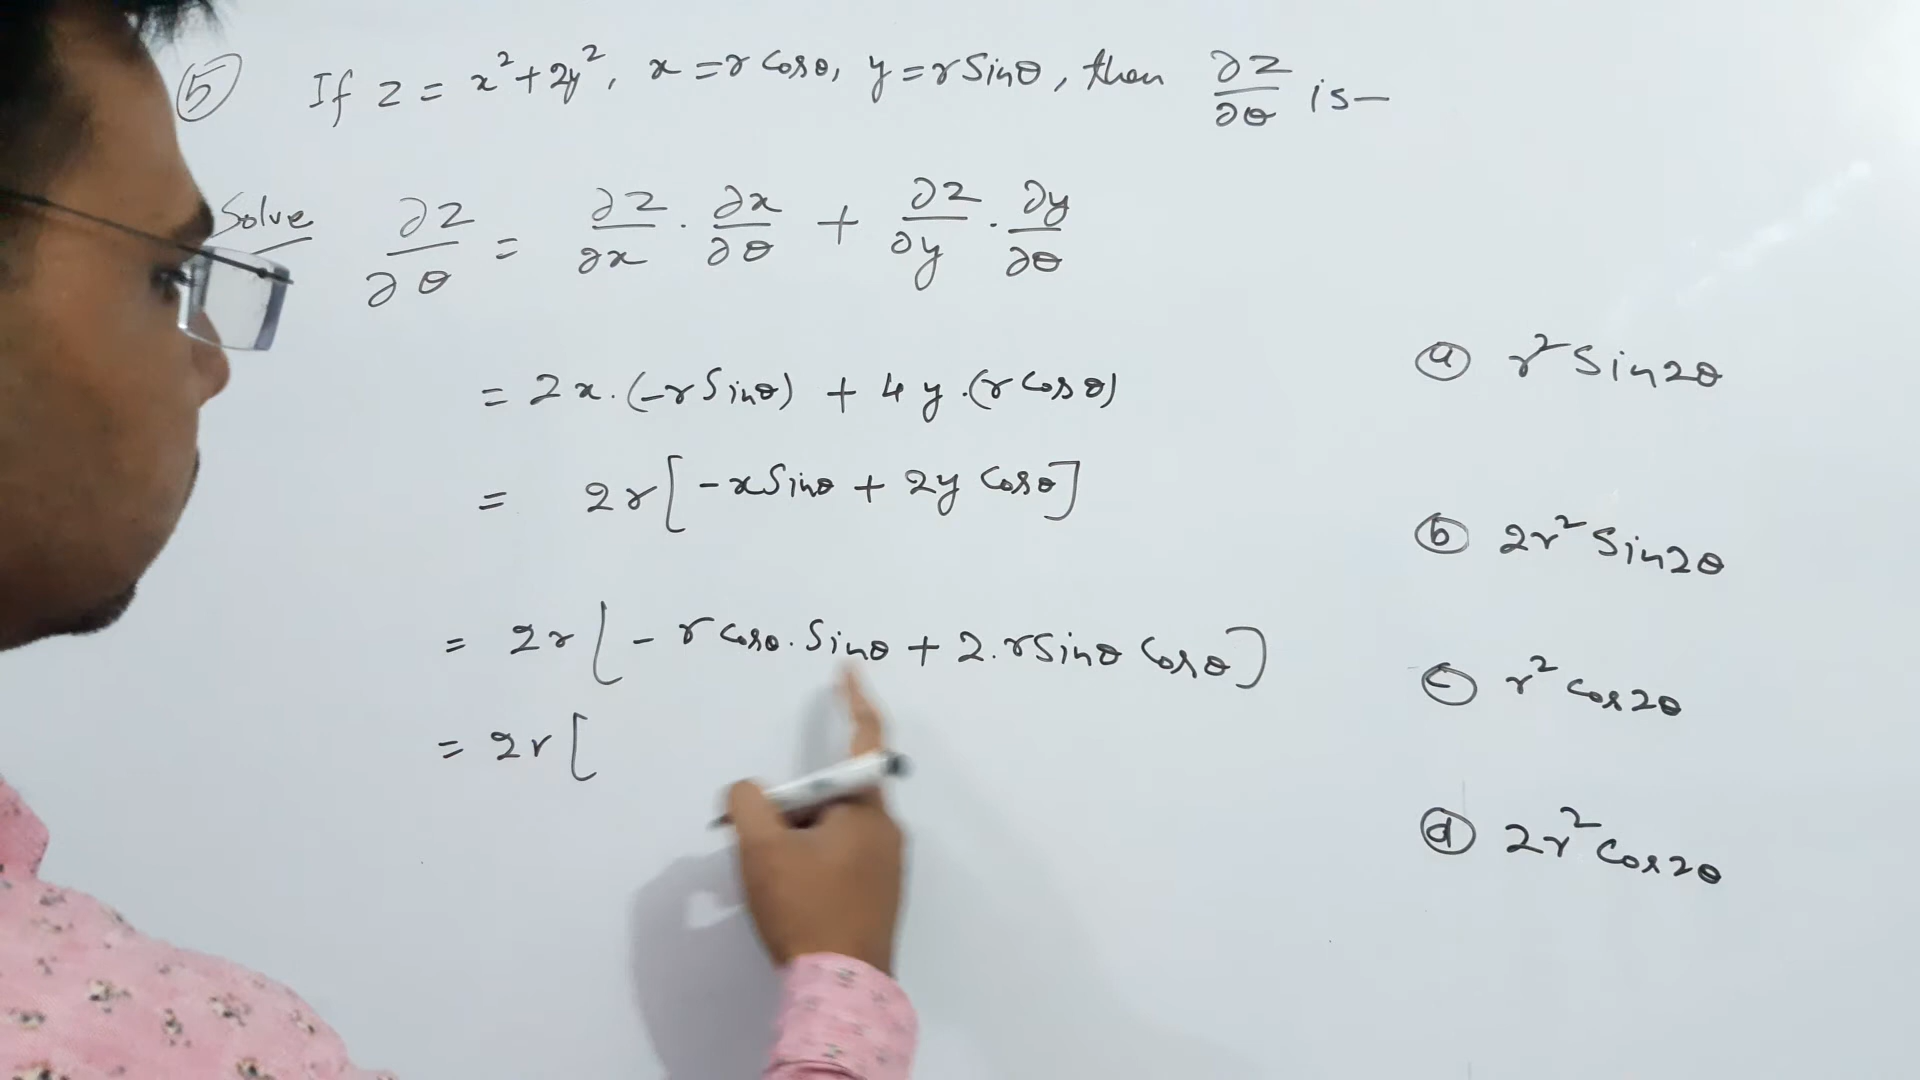 ⑤ If z = x²+2y², x = r Cosθ, y = r Sinθ, then ∂z/∂θ is—
Solve ∂z/∂θ = ∂z/∂x · ∂x/∂θ + ∂z/∂y · ∂y/∂θ
= 2x·(-r Sinθ) + 4y·(r Cosθ)
= 2r[-x Sinθ + 2y Cosθ]
= 2r[-r Cosθ. Sinθ + 2.r Sinθ Cosθ]
= 2r[
ⓐ r² Sin2θ
ⓑ 2r² Sin2θ
ⓒ r² Cos2θ
ⓓ 2r² Cos2θ